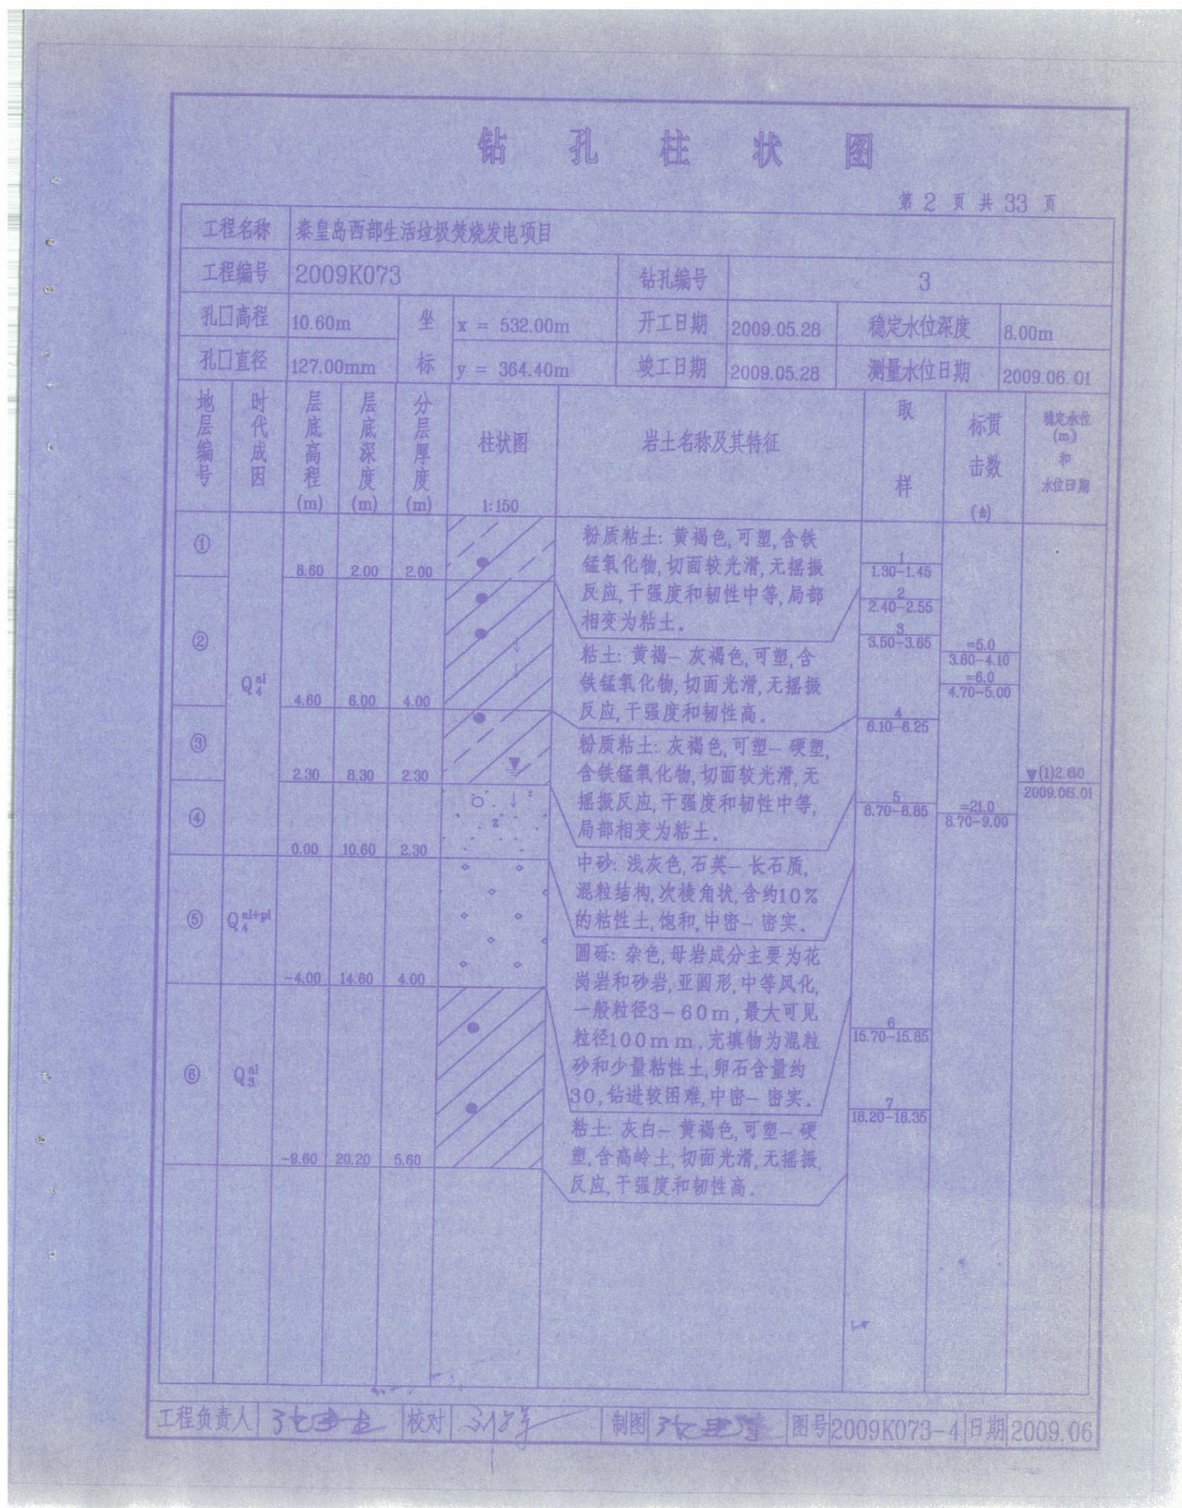 钻孔柱状图
第 2 页 共 33 页
工程名称 秦皇岛西部生活垃圾焚烧发电项目
工程编号 2009K073 钻孔编号 3
孔口高程 10.60m 坐 x = 532.00m 开工日期 2009.05.28 稳定水位深度 8.00m
孔口直径 127.00mm 标 y = 364.40m 竣工日期 2009.05.28 测量水位日期 2009.06.01
地层编号 时代成因 层底高程(m) 层底深度(m) 分层厚度(m) 柱状图 1:150 岩土名称及其特征 取样 标贯击数(击) 稳定水位(m)和水位日期
① 8.60 2.00 2.00
粉质粘土: 黄褐色,可塑,含铁
锰氧化物,切面较光滑,无摇振
反应,干强度和韧性中等,局部
相变为粘土.
1
1.30-1.45
2
2.40-2.55
3
3.50-3.65
② Q4al 4.60 6.00 4.00
粘土: 黄褐－灰褐色,可塑,含
铁锰氧化物,切面光滑,无摇振
反应,干强度和韧性高.
=5.0
3.80-4.10
=6.0
4.70-5.00
4
6.10-6.25
③ 2.30 8.30 2.30
粉质粘土: 灰褐色,可塑－硬塑,
含铁锰氧化物,切面较光滑,无
摇振反应,干强度和韧性中等,
局部相变为粘土.
5
8.70-8.85
=21.0
8.70-9.00
▼(1)2.60
2009.06.01
④ 0.00 10.60 2.30
中砂: 浅灰色,石英－长石质,
混粒结构,次棱角状,含约10%
的粘性土,饱和,中密－密实.
⑤ Q4al+pl -4.00 14.60 4.00
圆砾: 杂色,母岩成分主要为花
岗岩和砂岩,亚圆形,中等风化,
一般粒径3-60m,最大可见
粒径100mm,充填物为混粒
砂和少量粘性土,卵石含量约
30,钻进较困难,中密－密实.
6
15.70-15.85
7
18.20-18.35
⑥ Q3al -9.60 20.20 5.60
粘土: 灰白－黄褐色,可塑－硬
塑,含高岭土,切面光滑,无摇振
反应,干强度和韧性高.
工程负责人 校对 制图 图号 2009K073-4 日期 2009.06